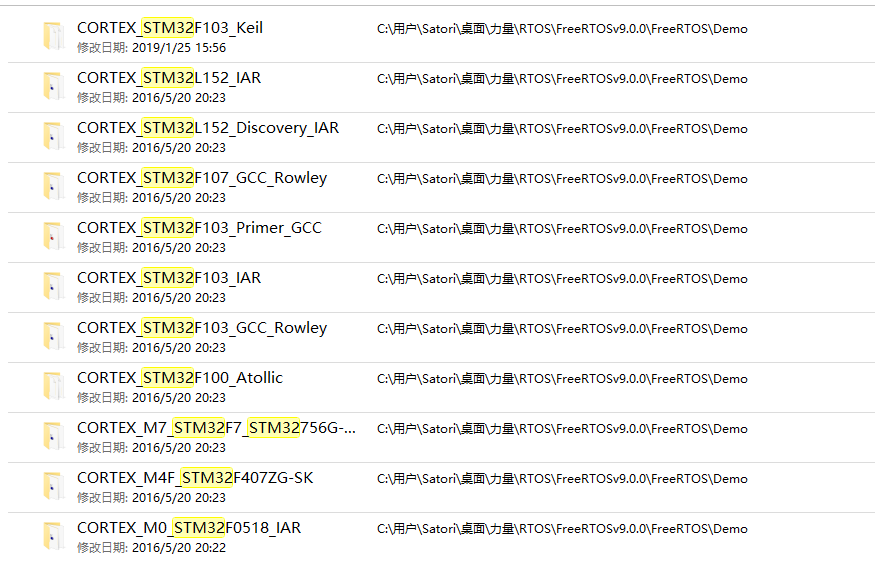 CORTEX_STM32F103_Keil C:\用户\Satori\桌面\力量\RTOS\FreeRTOSv9.0.0\FreeRTOS\Demo
修改日期: 2019/1/25 15:56
CORTEX_STM32L152_IAR C:\用户\Satori\桌面\力量\RTOS\FreeRTOSv9.0.0\FreeRTOS\Demo
修改日期: 2016/5/20 20:23
CORTEX_STM32L152_Discovery_IAR C:\用户\Satori\桌面\力量\RTOS\FreeRTOSv9.0.0\FreeRTOS\Demo
修改日期: 2016/5/20 20:23
CORTEX_STM32F107_GCC_Rowley C:\用户\Satori\桌面\力量\RTOS\FreeRTOSv9.0.0\FreeRTOS\Demo
修改日期: 2016/5/20 20:23
CORTEX_STM32F103_Primer_GCC C:\用户\Satori\桌面\力量\RTOS\FreeRTOSv9.0.0\FreeRTOS\Demo
修改日期: 2016/5/20 20:23
CORTEX_STM32F103_IAR C:\用户\Satori\桌面\力量\RTOS\FreeRTOSv9.0.0\FreeRTOS\Demo
修改日期: 2016/5/20 20:23
CORTEX_STM32F103_GCC_Rowley C:\用户\Satori\桌面\力量\RTOS\FreeRTOSv9.0.0\FreeRTOS\Demo
修改日期: 2016/5/20 20:23
CORTEX_STM32F100_Atollic C:\用户\Satori\桌面\力量\RTOS\FreeRTOSv9.0.0\FreeRTOS\Demo
修改日期: 2016/5/20 20:23
CORTEX_M7_STM32F7_STM32756G-... C:\用户\Satori\桌面\力量\RTOS\FreeRTOSv9.0.0\FreeRTOS\Demo
修改日期: 2016/5/20 20:23
CORTEX_M4F_STM32F407ZG-SK C:\用户\Satori\桌面\力量\RTOS\FreeRTOSv9.0.0\FreeRTOS\Demo
修改日期: 2016/5/20 20:23
CORTEX_M0_STM32F0518_IAR C:\用户\Satori\桌面\力量\RTOS\FreeRTOSv9.0.0\FreeRTOS\Demo
修改日期: 2016/5/20 20:22